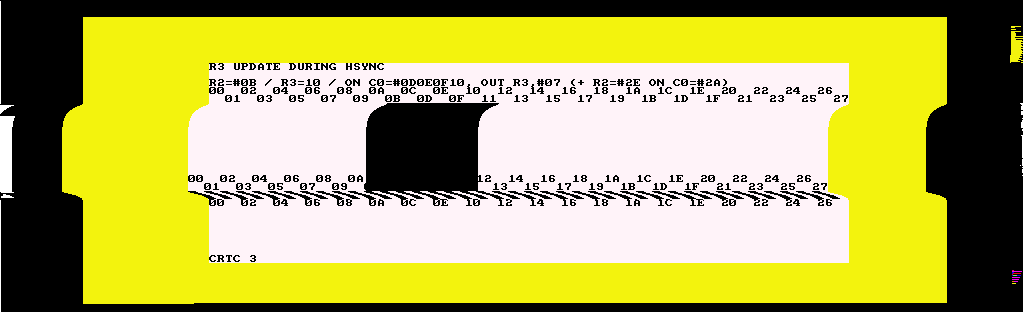 R3 UPDATE DURING HSYNC
R2=#0B / R3=10 / ON C0=#0D0E0F10, OUT R3,#07 (+ R2=#2E ON C0=#2A)
00 02 04 06 08 0A 0C 0E 10 12 14 16 18 1A 1C 1E 20 22 24 26
01 03 05 07 09 0B 0D 0F 11 13 15 17 19 1B 1D 1F 21 23 25 27
00 02 04 06 08 0A 12 14 16 18 1A 1C 1E 20 22 24 26
01 03 05 07 09 13 15 17 19 1B 1D 1F 21 23 25 27
00 02 04 06 08 0A 0C 0E 10 12 14 16 18 1A 1C 1E 20 22 24 26
CRTC 3